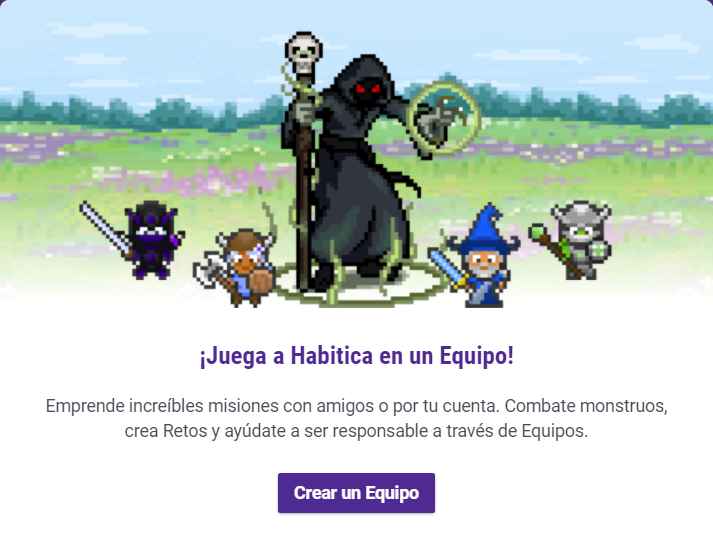 ¡Juega a Habitica en un Equipo!
Emprende increíbles misiones con amigos o por tu cuenta. Combate monstruos,
crea Retos y ayúdate a ser responsable a través de Equipos.
Crear un Equipo